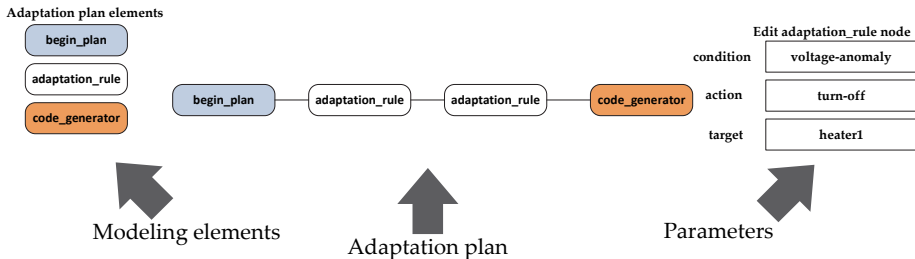 Adaptation plan elements
begin_plan
adaptation_rule
code_generator
begin_plan
adaptation_rule
adaptation_rule
code_generator
Edit adaptation_rule node
condition voltage-anomaly
action turn-off
target heater1
Modeling elements
Adaptation plan
Parameters